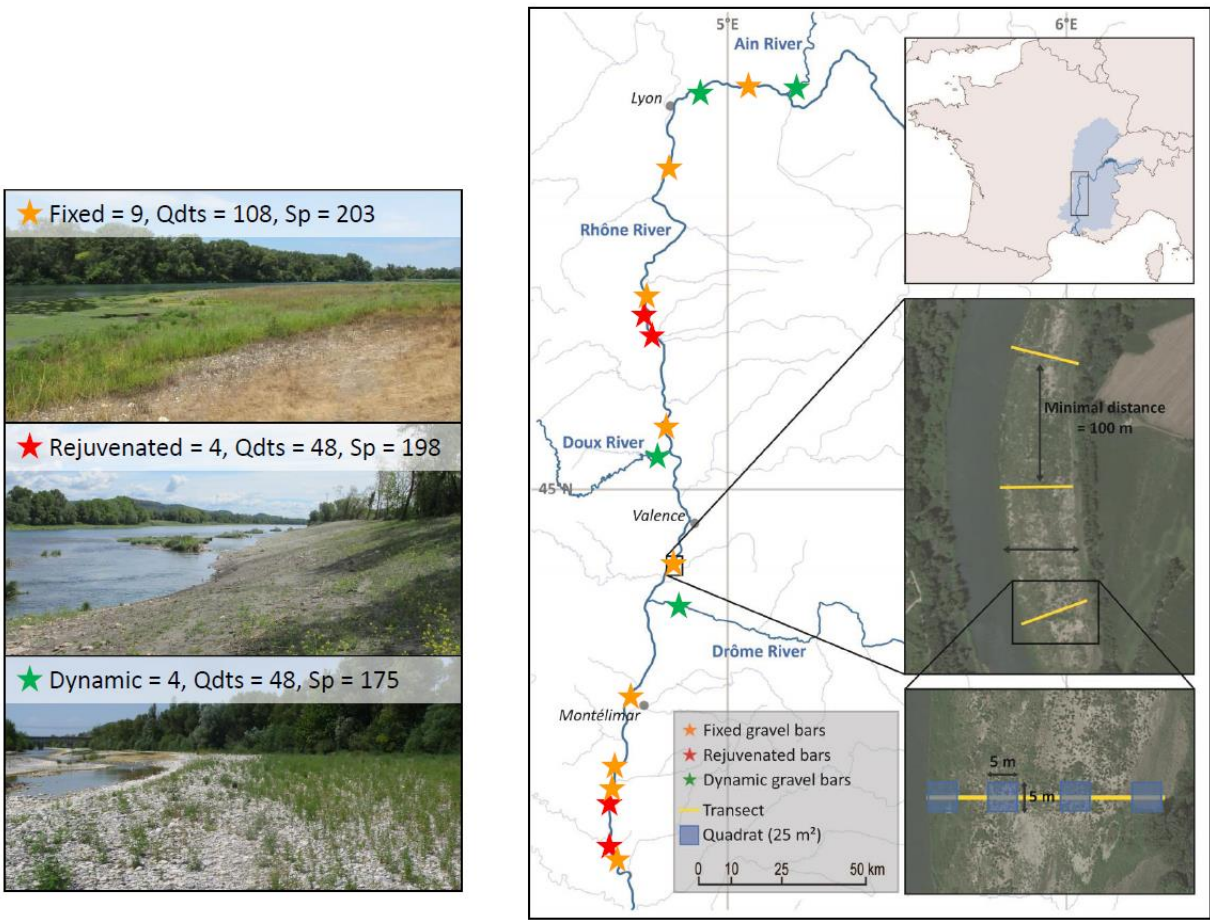 Fixed = 9, Qdts = 108, Sp = 203
Rejuvenated = 4, Qdts = 48, Sp = 198
Dynamic = 4, Qdts = 48, Sp = 175
5°E
6°E
Ain River
Lyon
Rhône River
Doux River
45°N
Valence
Drôme River
Montélimar
Fixed gravel bars
Rejuvenated bars
Dynamic gravel bars
Transect
Quadrat (25 m²)
0 10 25 50 km
Minimal distance
= 100 m
5 m
5 m